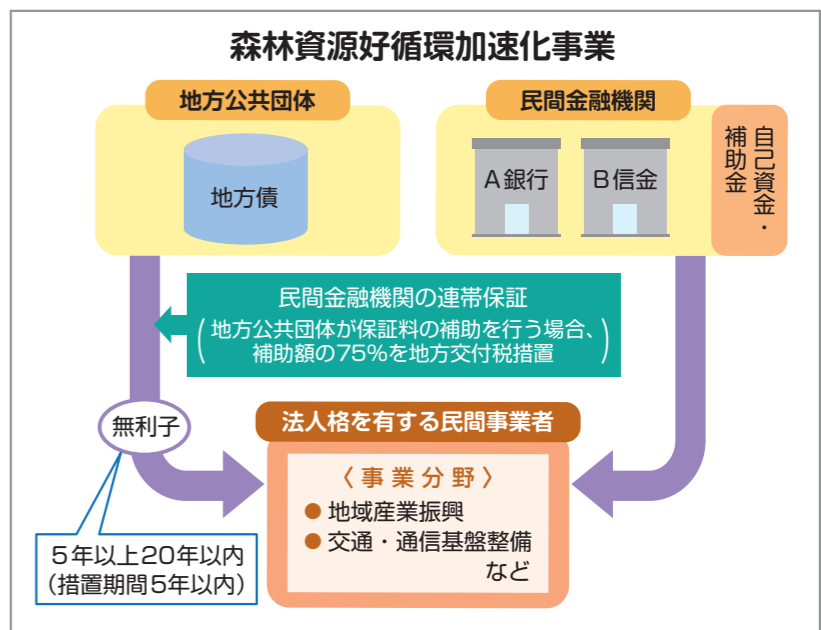 森林資源好循環加速化事業
地方公共団体
地方債
民間金融機関
A銀行
B信金
自己資金・
補助金
民間金融機関の連帯保証
(地方公共団体が保証料の補助を行う場合、
補助額の75%を地方交付税措置)
無利子
5年以上20年以内
(措置期間5年以内)
法人格を有する民間事業者
〈事業分野〉
●地域産業振興
●交通・通信基盤整備
など